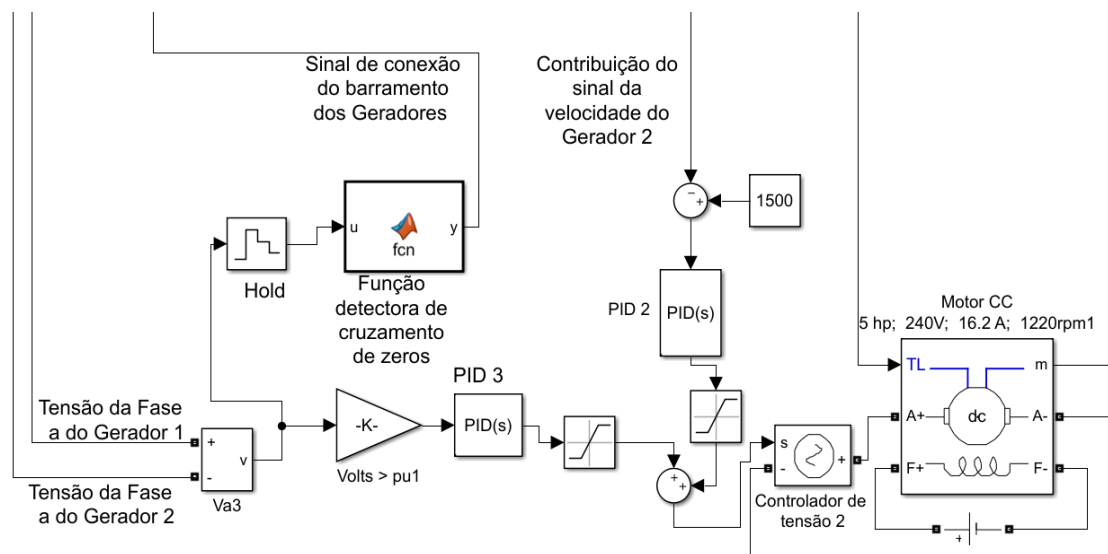 Sinal de conexão
do barramento
dos Geradores
Contribuição do
sinal da
velocidade do
Gerador 2
−
+
1500
u
fcn
y
Hold
Função
detectora de
cruzamento
de zeros
PID 2
PID(s)
Motor CC
5 hp; 240V; 16.2 A; 1220rpm1
TL
m
A+
dc
A-
F+
F-
+
PID 3
-K-
PID(s)
Volts > pu1
Tensão da Fase
a do Gerador 1
+
-
v
Va3
Tensão da Fase
a do Gerador 2
+
+
s
-
+
Controlador de
tensão 2